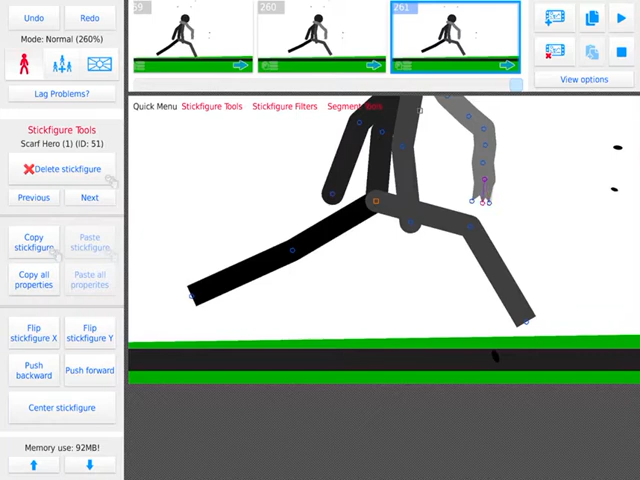 Undo Redo
Mode: Normal (260%)
Lag Problems?
Stickfigure Tools
Scarf Hero (1) (ID: 51)
Delete stickfigure
Previous Next
Copy stickfigure
Paste stickfigure
Copy all properties
Paste all properites
Flip stickfigure X
Flip stickfigure Y
Push backward
Push forward
Center stickfigure
Memory use: 92MB!
59 260 261
View options
Quick Menu Stickfigure Tools Stickfigure Filters Segment Tools